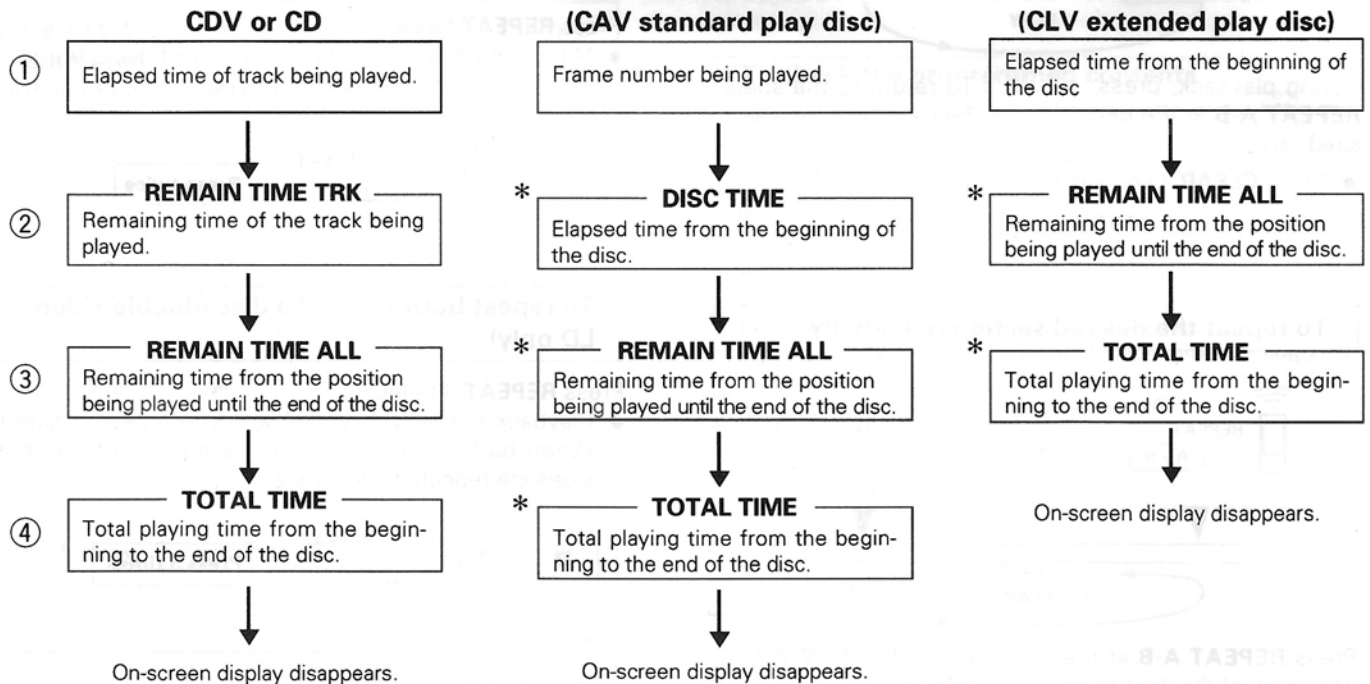 CDV or CD
(CAV standard play disc)
(CLV extended play disc)
①
Elapsed time of track being played.
Frame number being played.
Elapsed time from the beginning of
the disc
②
REMAIN TIME TRK
Remaining time of the track being
played.
*
DISC TIME
Elapsed time from the beginning of
the disc.
*
REMAIN TIME ALL
Remaining time from the position
being played until the end of the disc.
③
REMAIN TIME ALL
Remaining time from the position
being played until the end of the disc.
*
REMAIN TIME ALL
Remaining time from the position
being played until the end of the disc.
*
TOTAL TIME
Total playing time from the begin-
ning to the end of the disc.
④
TOTAL TIME
Total playing time from the begin-
ning to the end of the disc.
*
TOTAL TIME
Total playing time from the begin-
ning to the end of the disc.
On-screen display disappears.
On-screen display disappears.
On-screen display disappears.